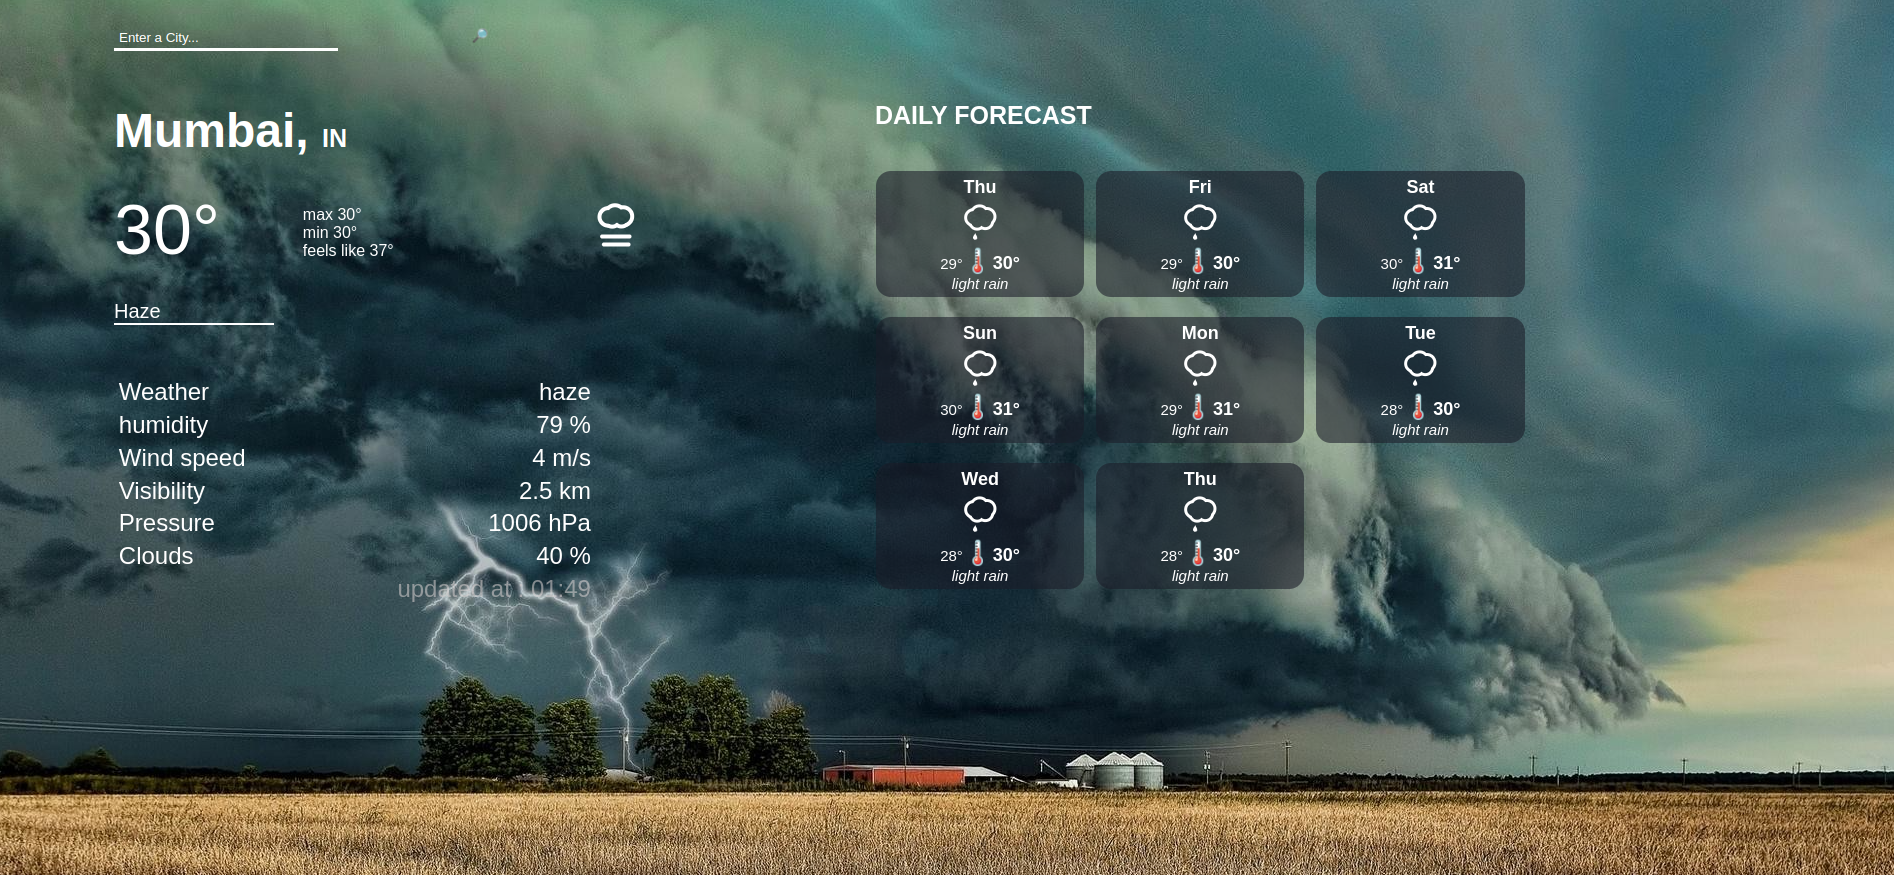 Enter a City...
Mumbai, IN
30°
max 30°
min 30°
feels like 37°
Haze
Weather haze
humidity 79 %
Wind speed 4 m/s
Visibility 2.5 km
Pressure 1006 hPa
Clouds 40 %
updated at : 01:49
DAILY FORECAST
Thu
29° 30°
light rain
Fri
29° 30°
light rain
Sat
30° 31°
light rain
Sun
30° 31°
light rain
Mon
29° 31°
light rain
Tue
28° 30°
light rain
Wed
28° 30°
light rain
Thu
28° 30°
light rain